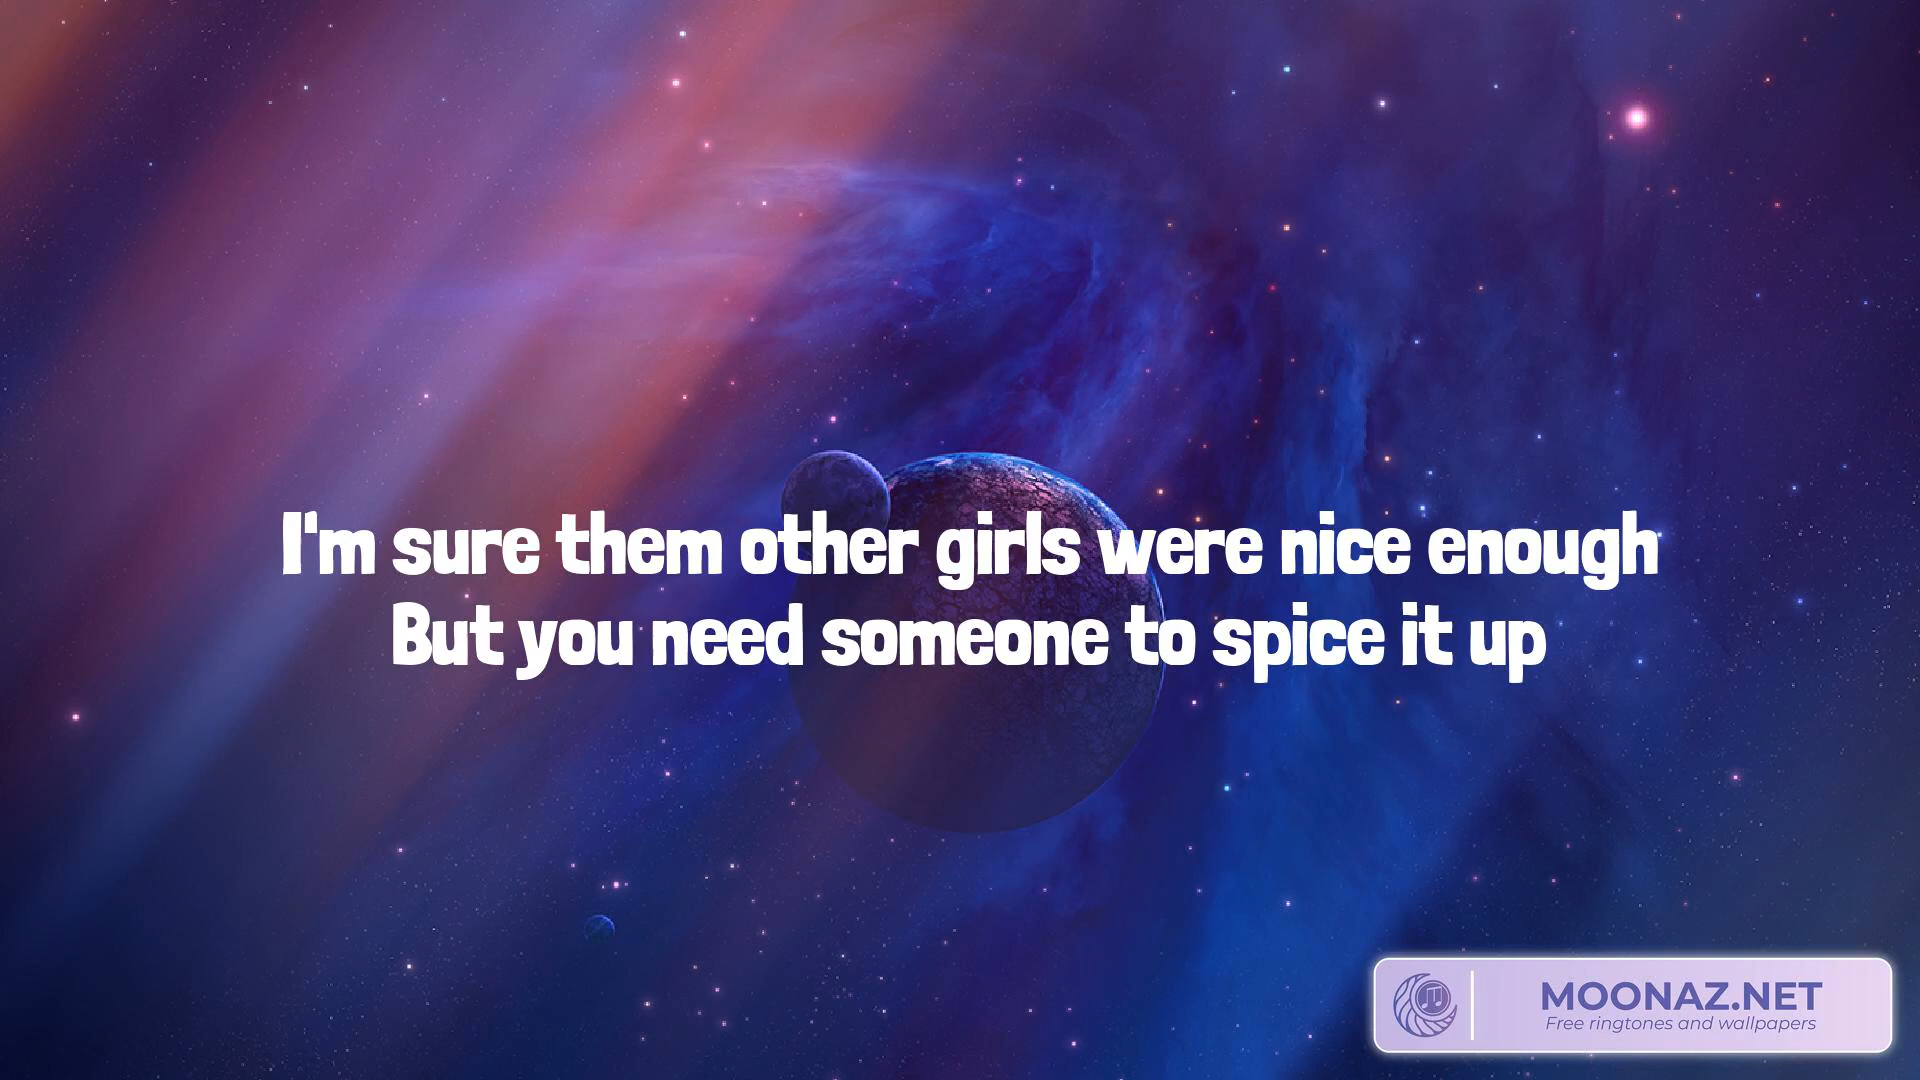 I'm sure them other girls were nice enough
But you need someone to spice it up
MOONAZ.NET
Free ringtones and wallpapers